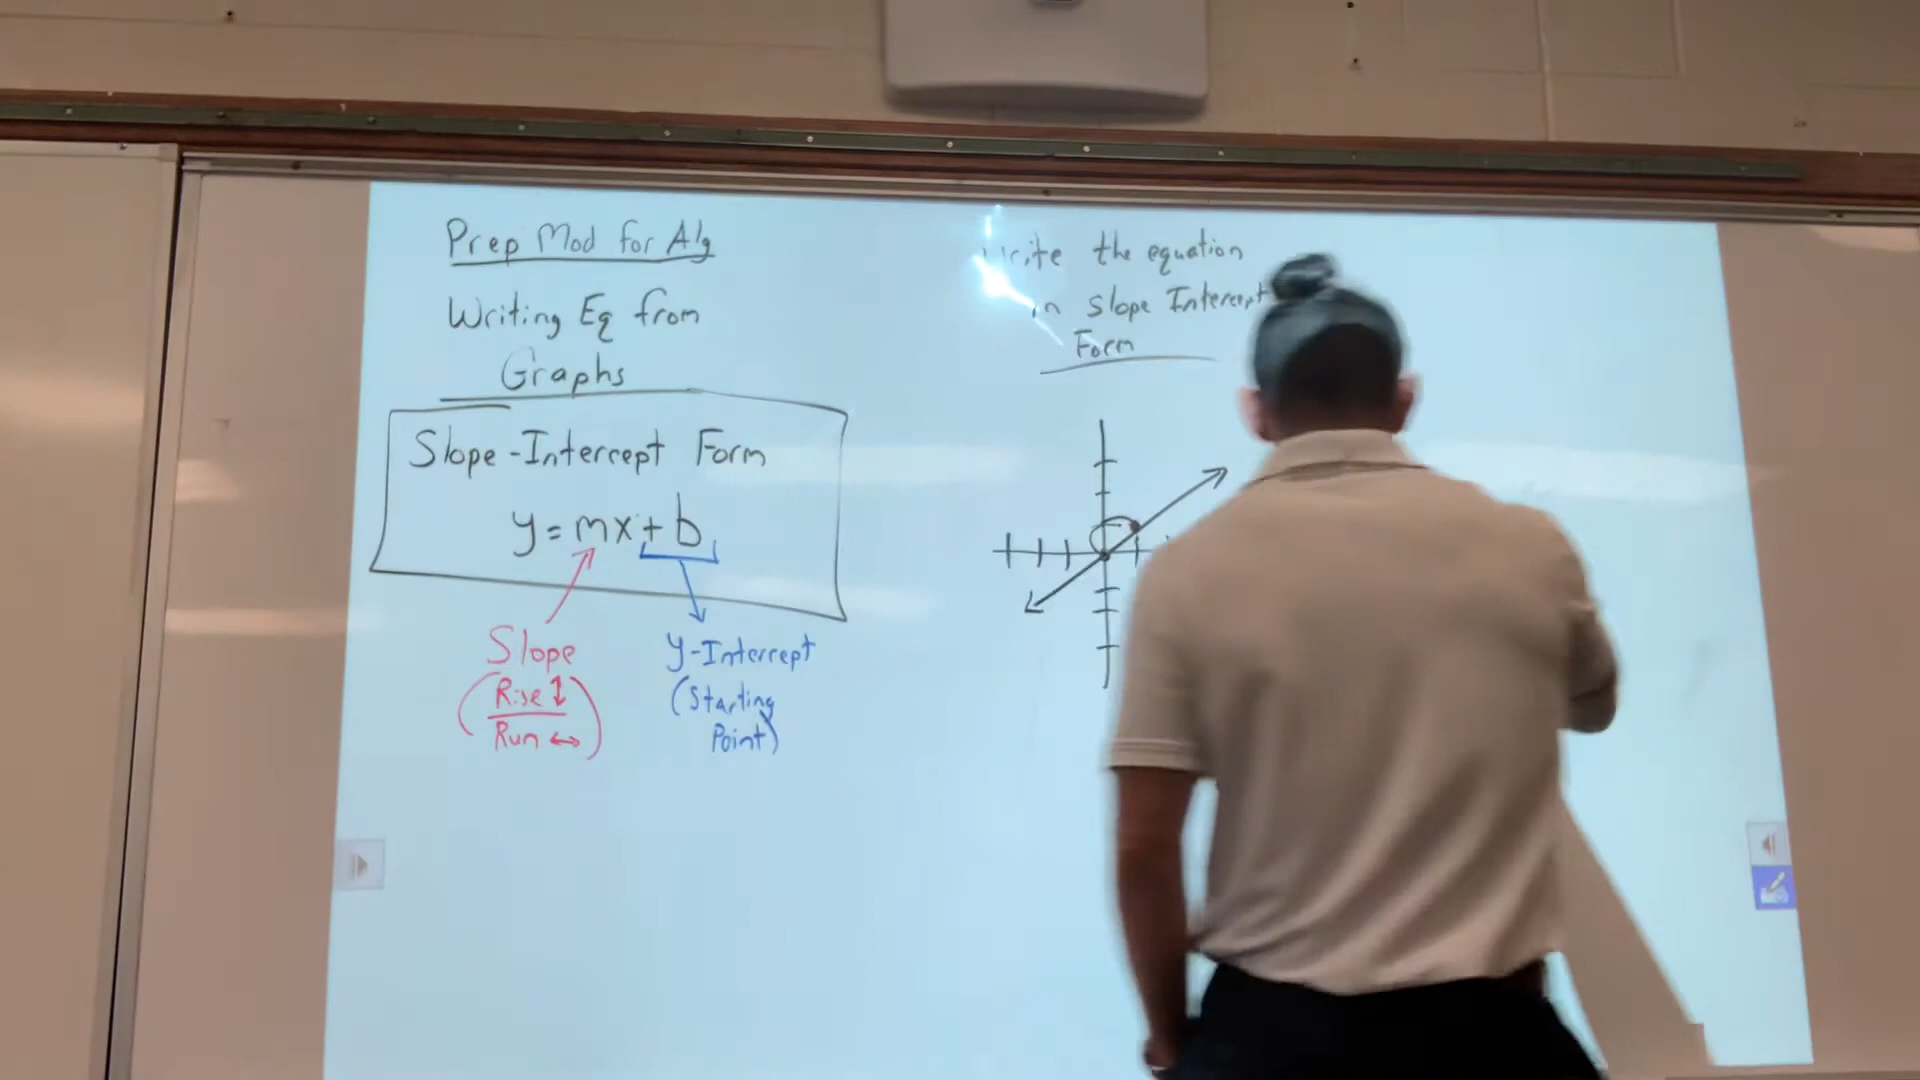 Prep Mod for Alg
Writing Eq from
Graphs
Slope-Intercept Form
y=mx+b
Slope
(Rise↕
Run ↔)
y-Intercept
(Starting
Point)
the equation
in Slope Intercept
Form